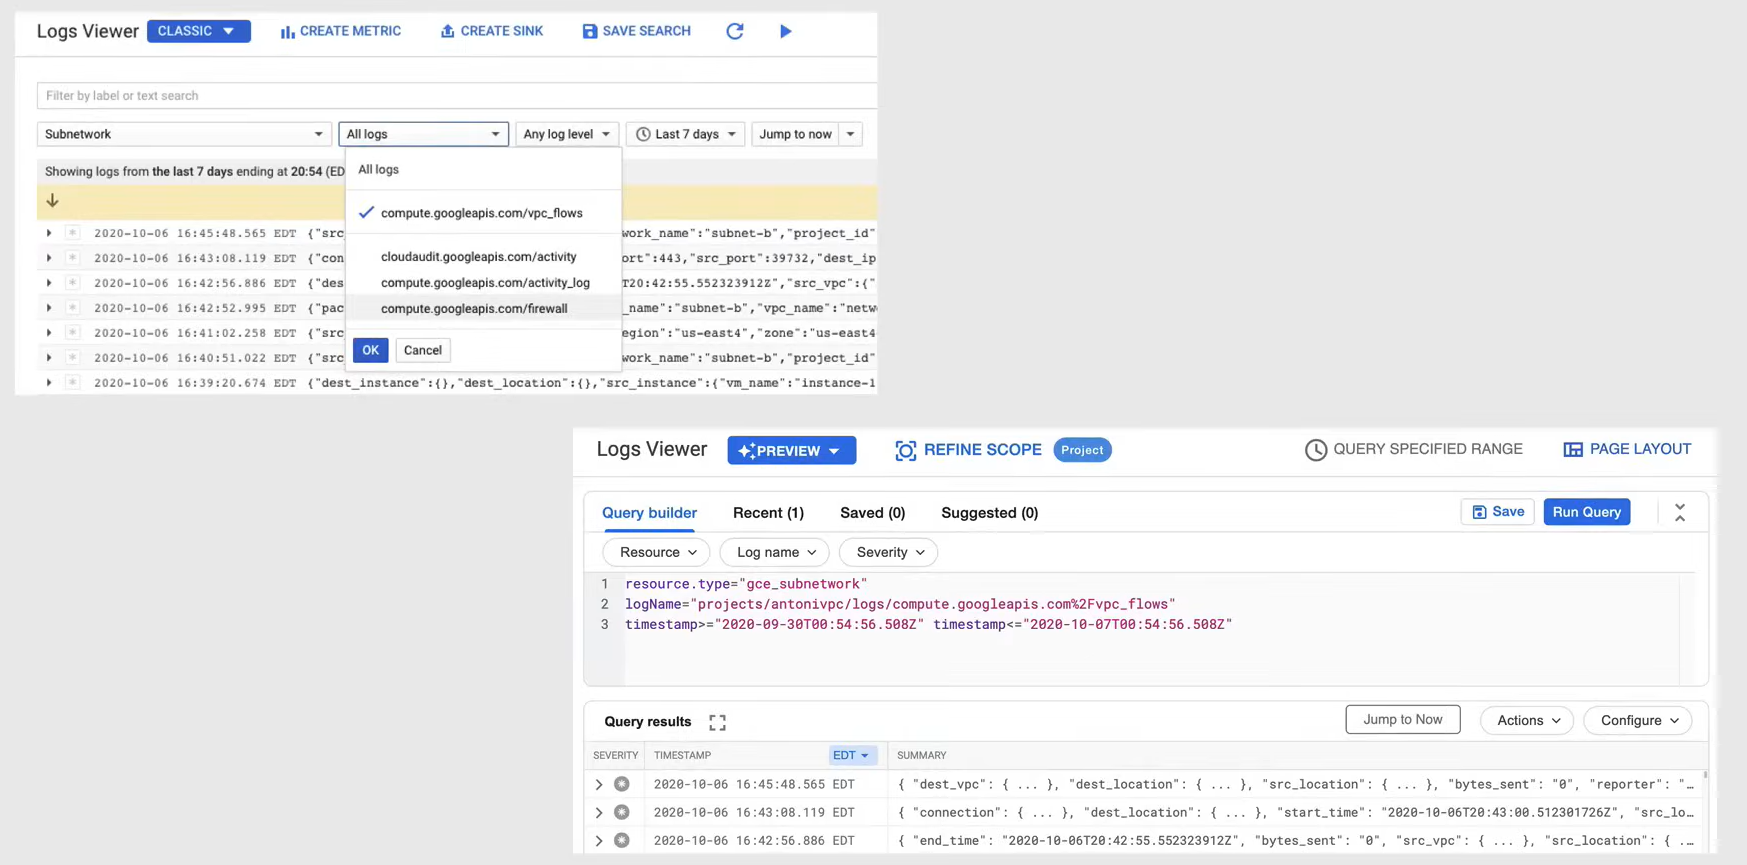 Logs Viewer CLASSIC CREATE METRIC CREATE SINK SAVE SEARCH
Filter by label or text search
Subnetwork All logs Any log level Last 7 days Jump to now
Showing logs from the last 7 days ending at 20:54 (ED
All logs
compute.googleapis.com/vpc_flows
cloudaudit.googleapis.com/activity
compute.googleapis.com/activity_log
compute.googleapis.com/firewall
OK Cancel
2020-10-06 16:45:48.565 EDT {"src work_name":"subnet-b","project_id"
2020-10-06 16:43:08.119 EDT {"con ort":443,"src_port":39732,"dest_ip
2020-10-06 16:42:56.886 EDT {"des T20:42:55.552323912Z","src_vpc":{"
2020-10-06 16:42:52.995 EDT {"pac _name":"subnet-b","vpc_name":"netw
2020-10-06 16:41:02.258 EDT {"src egion":"us-east4","zone":"us-east4
2020-10-06 16:40:51.022 EDT {"src work_name":"subnet-b","project_id"
2020-10-06 16:39:20.674 EDT {"dest_instance":{},"dest_location":{},"src_instance":{"vm_name":"instance-1
Logs Viewer PREVIEW REFINE SCOPE Project QUERY SPECIFIED RANGE PAGE LAYOUT
Query builder Recent (1) Saved (0) Suggested (0) Save Run Query
Resource Log name Severity
1 resource.type="gce_subnetwork"
2 logName="projects/antonivpc/logs/compute.googleapis.com%2Fvpc_flows"
3 timestamp>="2020-09-30T00:54:56.508Z" timestamp<="2020-10-07T00:54:56.508Z"
Query results Jump to Now Actions Configure
SEVERITY TIMESTAMP EDT SUMMARY
2020-10-06 16:45:48.565 EDT { "dest_vpc": { ... }, "dest_location": { ... }, "src_location": { ... }, "bytes_sent": "0", "reporter": "…
2020-10-06 16:43:08.119 EDT { "connection": { ... }, "dest_location": { ... }, "start_time": "2020-10-06T20:43:00.512301726Z", "src_lo…
2020-10-06 16:42:56.886 EDT { "end_time": "2020-10-06T20:42:55.552323912Z", "bytes_sent": "0", "src_vpc": { ... }, "src_location": { .…